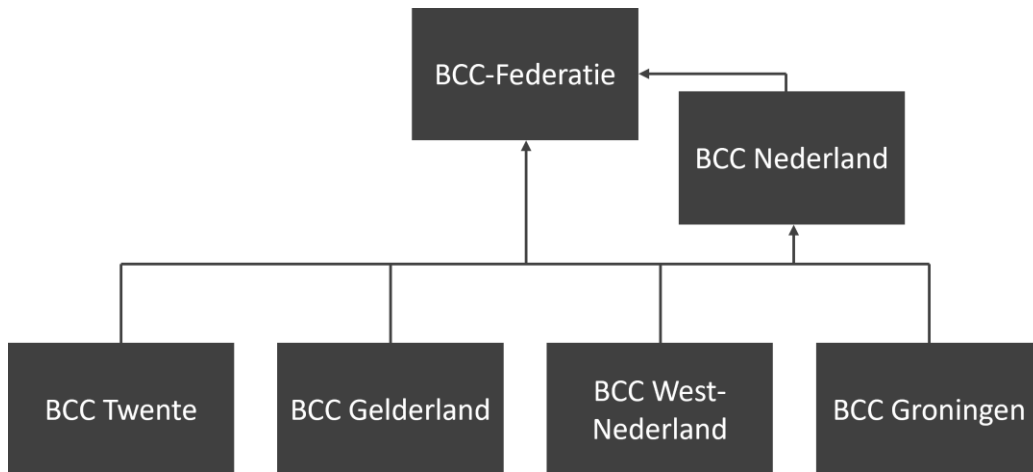 BCC-Federatie
BCC Nederland
BCC Twente
BCC Gelderland
BCC West-
Nederland
BCC Groningen